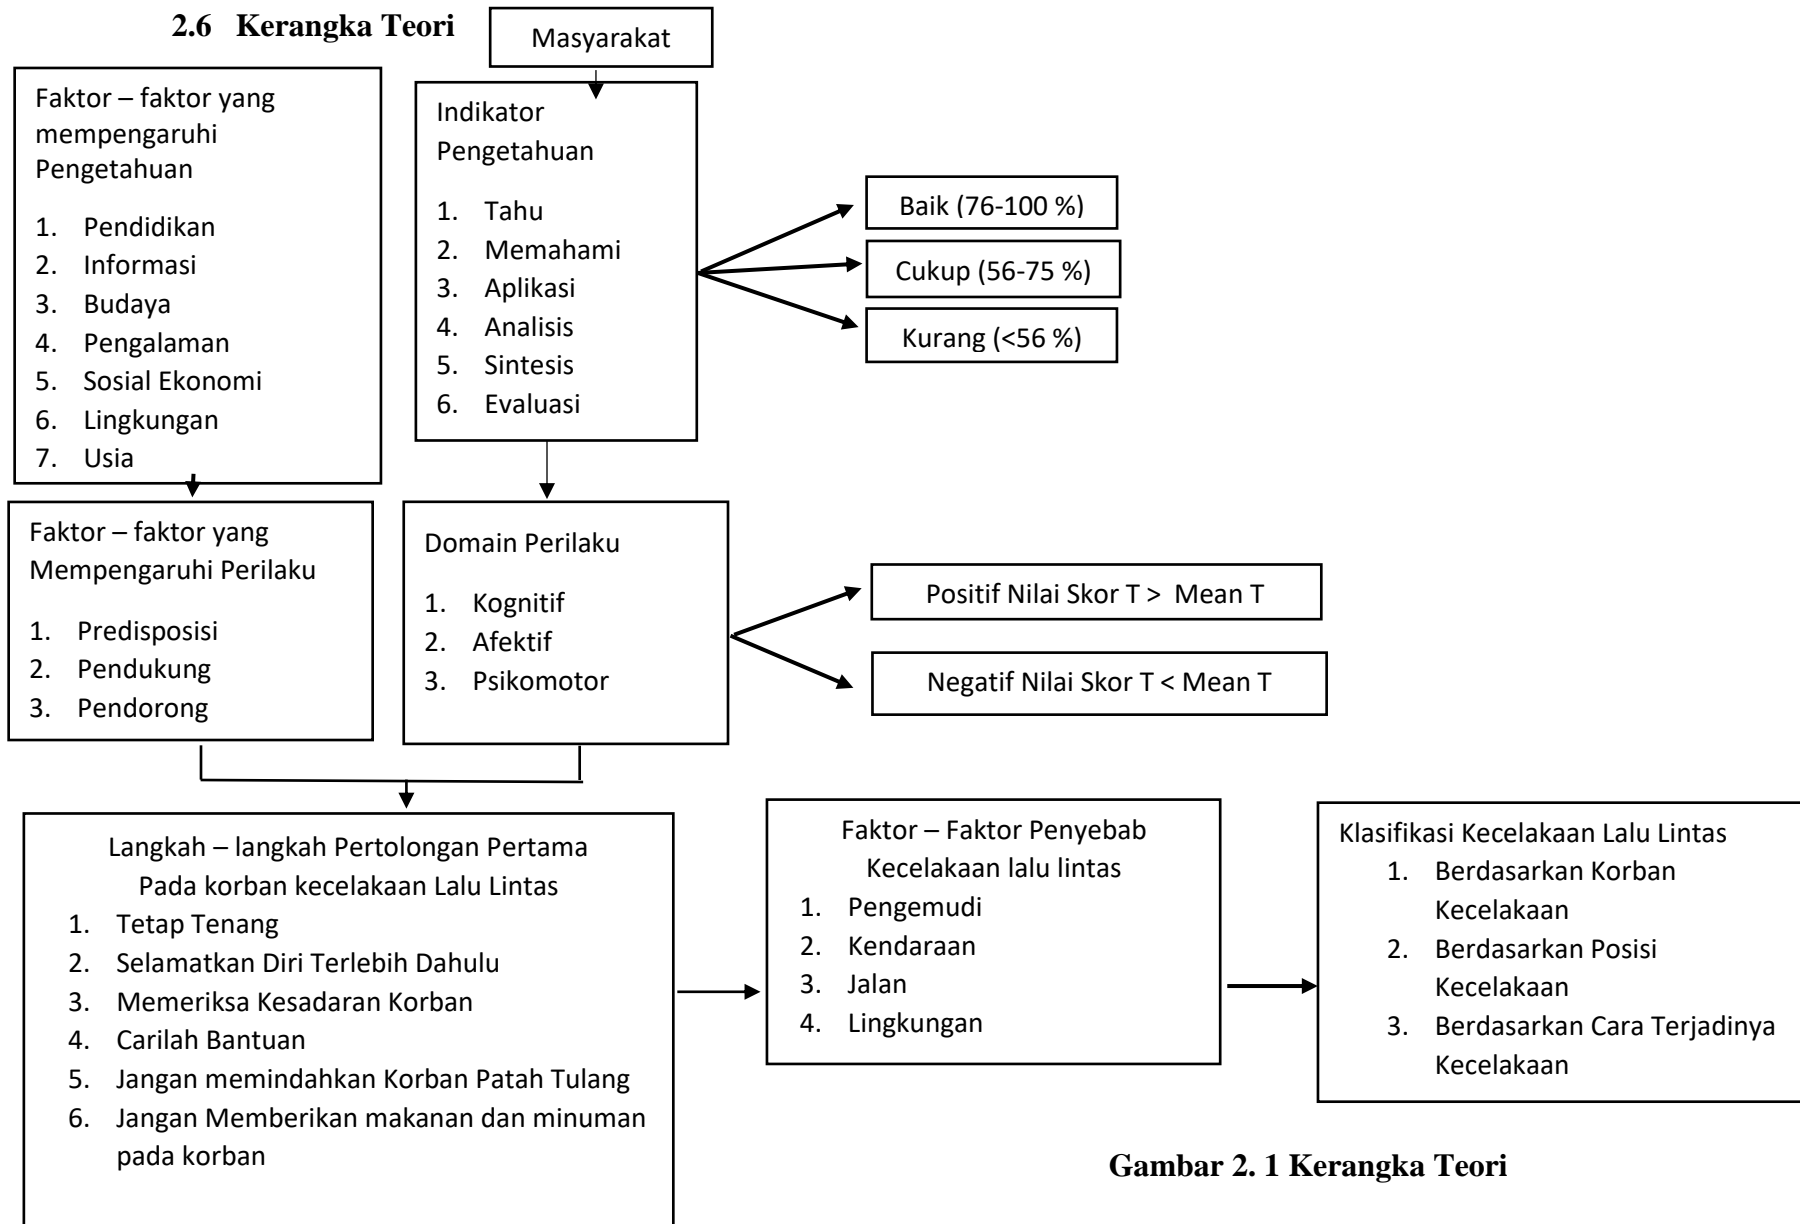 2.6 Kerangka Teori
Masyarakat
Faktor – faktor yang
mempengaruhi
Pengetahuan
1. Pendidikan
2. Informasi
3. Budaya
4. Pengalaman
5. Sosial Ekonomi
6. Lingkungan
7. Usia
Indikator
Pengetahuan
1. Tahu
2. Memahami
3. Aplikasi
4. Analisis
5. Sintesis
6. Evaluasi
Baik (76-100 %)
Cukup (56-75 %)
Kurang (<56 %)
Faktor – faktor yang
Mempengaruhi Perilaku
1. Predisposisi
2. Pendukung
3. Pendorong
Domain Perilaku
1. Kognitif
2. Afektif
3. Psikomotor
Positif Nilai Skor T > Mean T
Negatif Nilai Skor T < Mean T
Langkah – langkah Pertolongan Pertama
Pada korban kecelakaan Lalu Lintas
1. Tetap Tenang
2. Selamatkan Diri Terlebih Dahulu
3. Memeriksa Kesadaran Korban
4. Carilah Bantuan
5. Jangan memindahkan Korban Patah Tulang
6. Jangan Memberikan makanan dan minuman
pada korban
Faktor – Faktor Penyebab
Kecelakaan lalu lintas
1. Pengemudi
2. Kendaraan
3. Jalan
4. Lingkungan
Klasifikasi Kecelakaan Lalu Lintas
1. Berdasarkan Korban
Kecelakaan
2. Berdasarkan Posisi
Kecelakaan
3. Berdasarkan Cara Terjadinya
Kecelakaan
Gambar 2. 1 Kerangka Teori